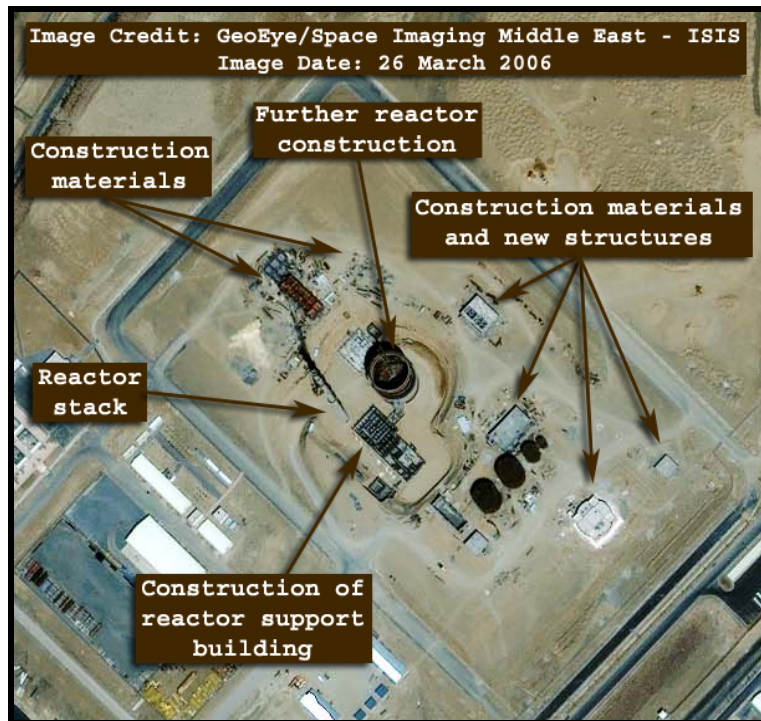 Image Credit: GeoEye/Space Imaging Middle East - ISIS
Image Date: 26 March 2006
Further reactor
construction
Construction
materials
Construction materials
and new structures
Reactor
stack
Construction of
reactor support
building